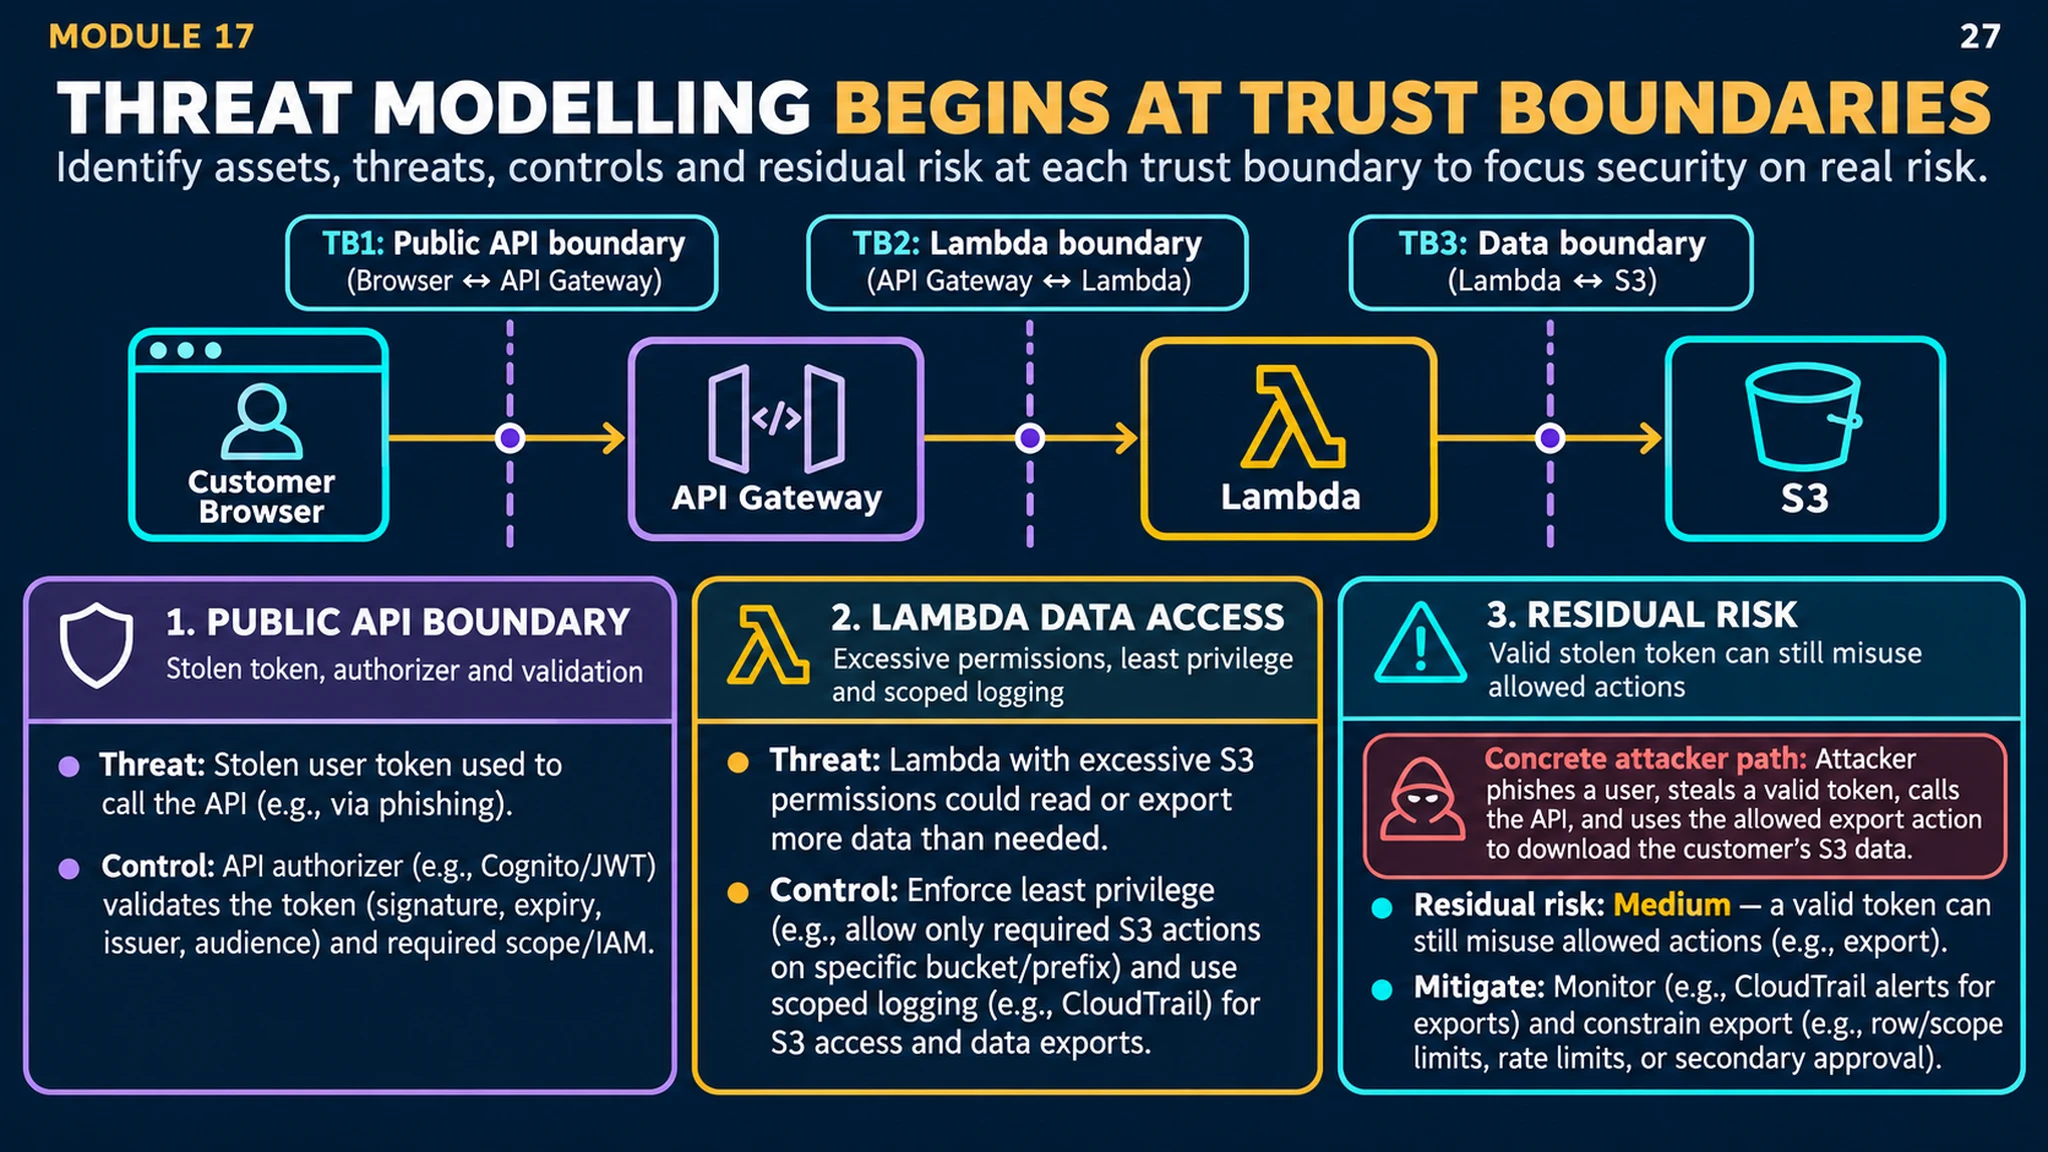 MODULE 17
27
THREAT MODELLING BEGINS AT TRUST BOUNDARIES
Identify assets, threats, controls and residual risk at each trust boundary to focus security on real risk.
TB1: Public API boundary
(Browser ↔ API Gateway)
TB2: Lambda boundary
(API Gateway ↔ Lambda)
TB3: Data boundary
(Lambda ↔ S3)
Customer
Browser
</>
API Gateway
Lambda
S3
1. PUBLIC API BOUNDARY
Stolen token, authorizer and validation
Threat: Stolen user token used to
call the API (e.g., via phishing).
Control: API authorizer (e.g., Cognito/JWT)
validates the token (signature, expiry,
issuer, audience) and required scope/IAM.
2. LAMBDA DATA ACCESS
Excessive permissions, least privilege
and scoped logging
Threat: Lambda with excessive S3
permissions could read or export
more data than needed.
Control: Enforce least privilege
(e.g., allow only required S3 actions
on specific bucket/prefix) and use
scoped logging (e.g., CloudTrail) for
S3 access and data exports.
3. RESIDUAL RISK
Valid stolen token can still misuse
allowed actions
Concrete attacker path: Attacker
phishes a user, steals a valid token, calls
the API, and uses the allowed export action
to download the customer's S3 data.
Residual risk: Medium — a valid token can
still misuse allowed actions (e.g., export).
Mitigate: Monitor (e.g., CloudTrail alerts for
exports) and constrain export (e.g., row/scope
limits, rate limits, or secondary approval).